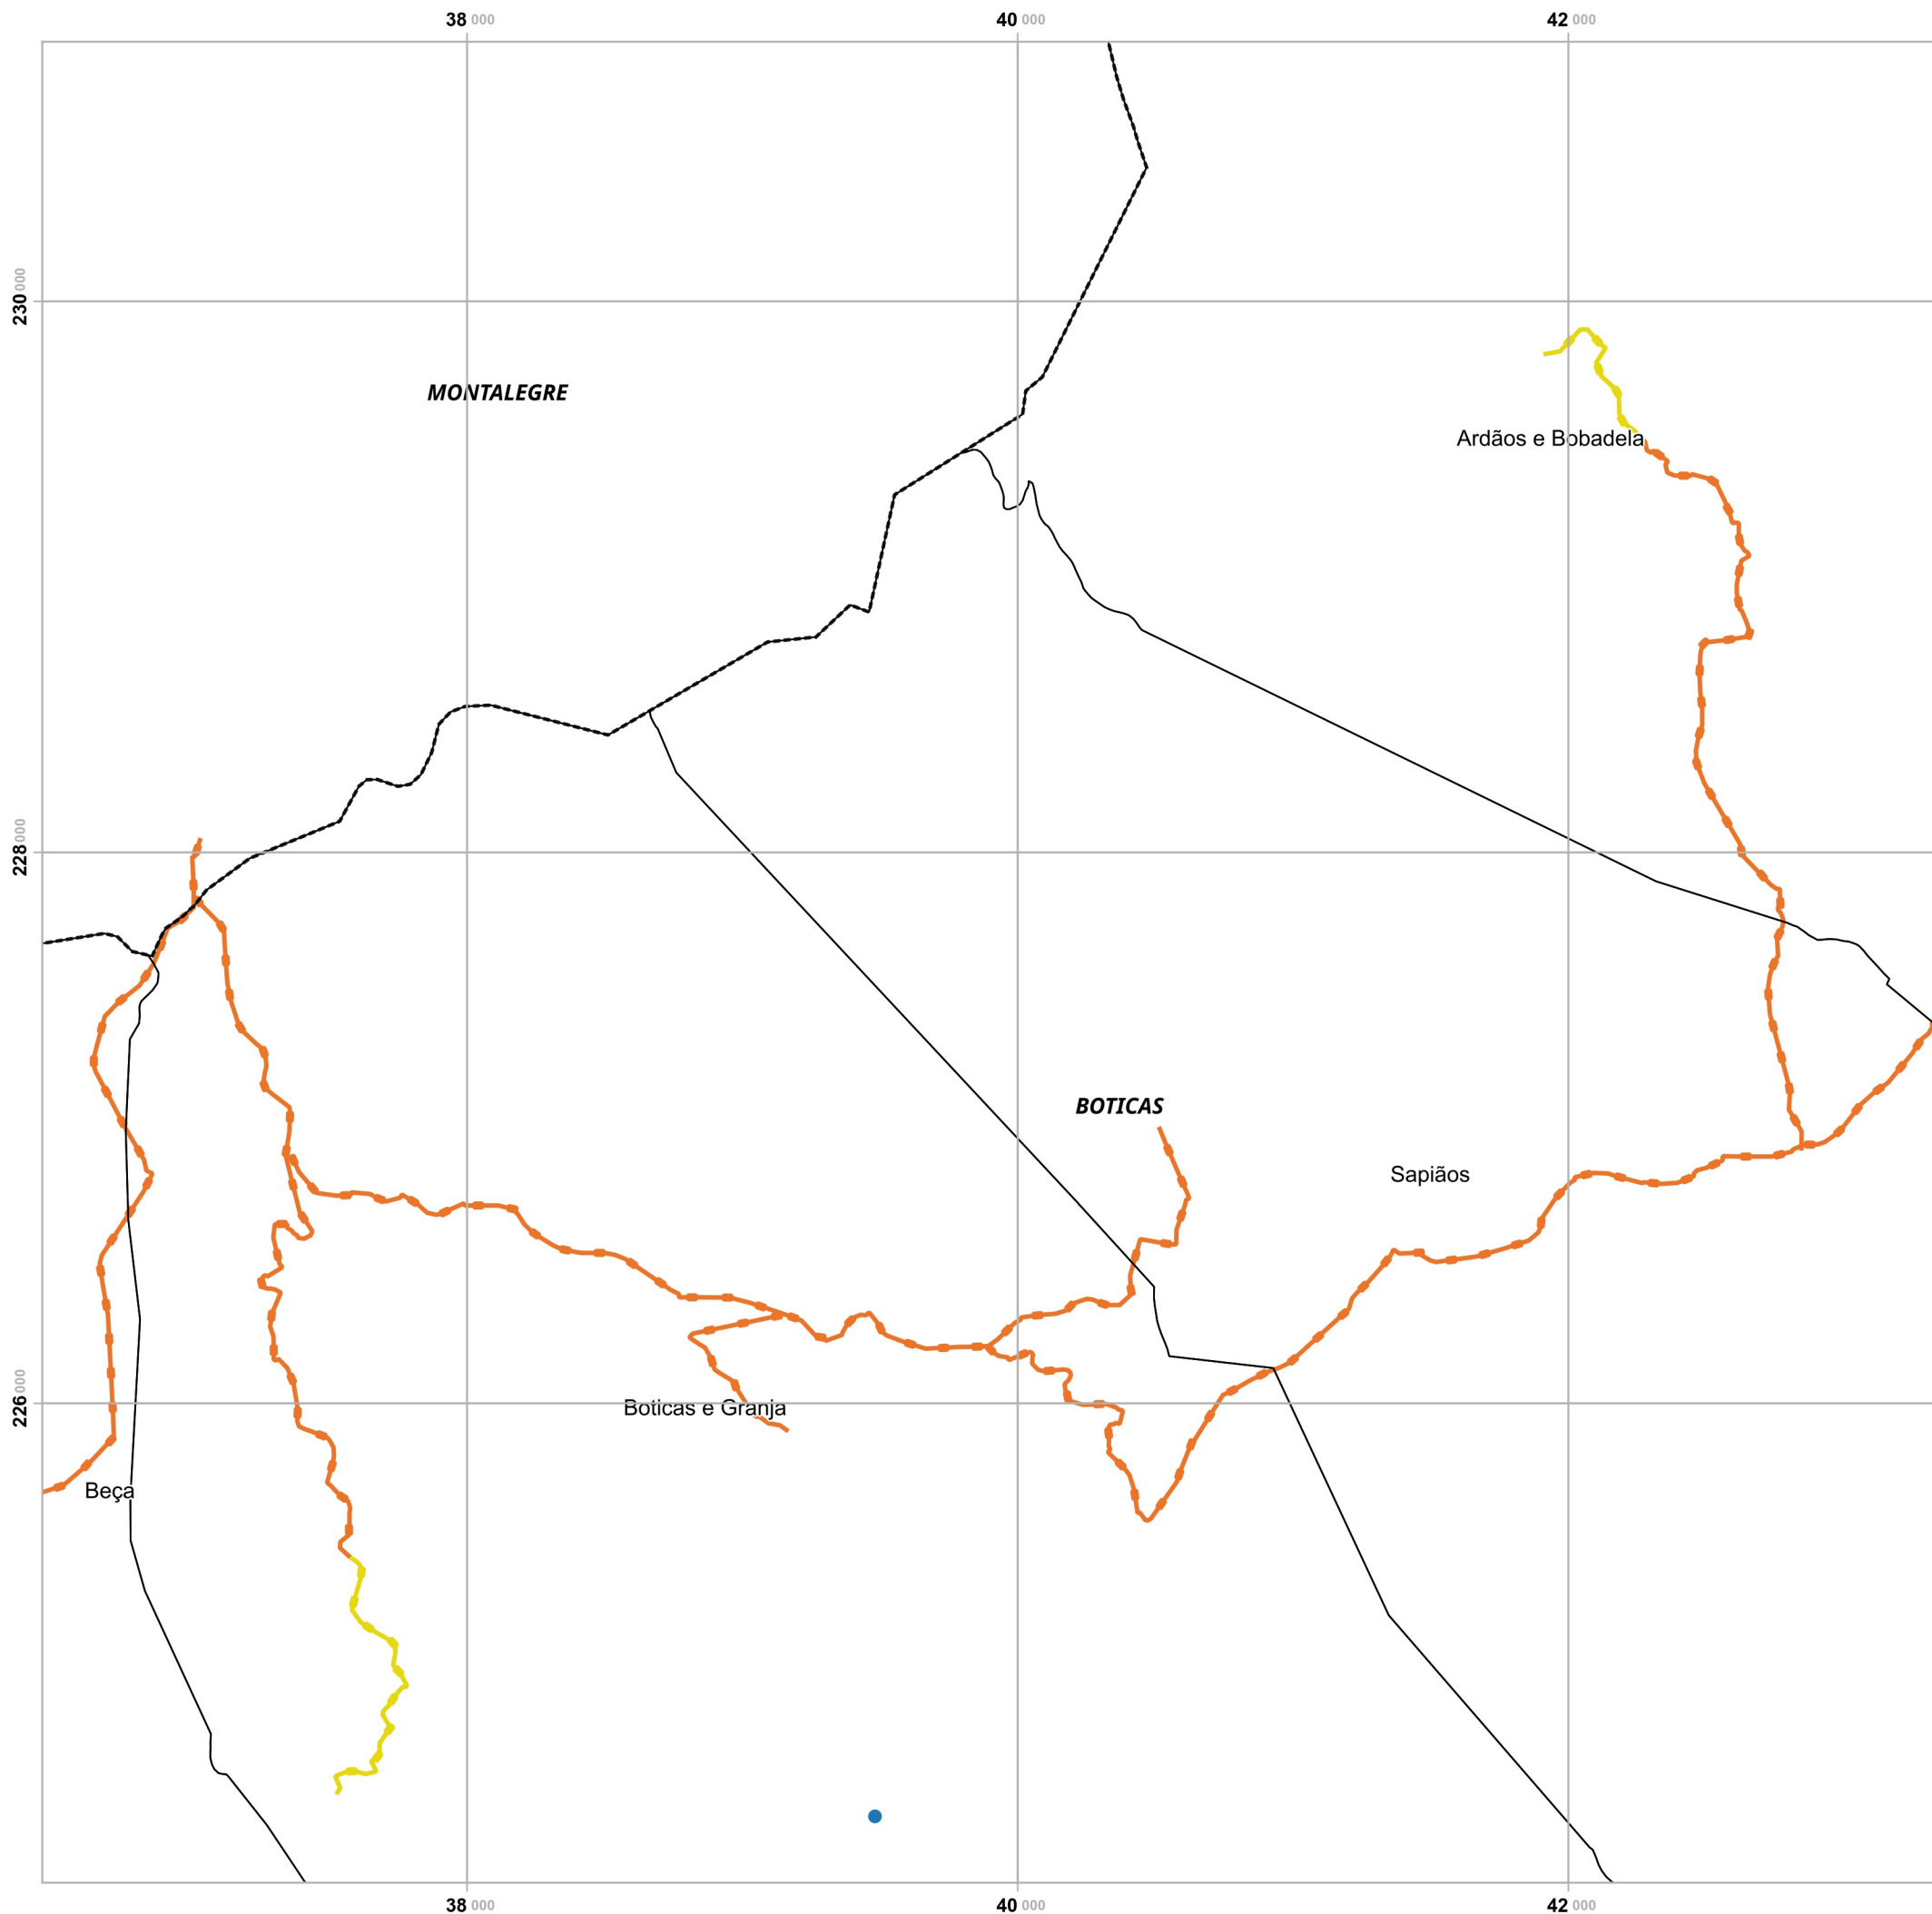 38 000
40 000
42 000
230 000
MONTALEGRE
Ardãos e Bobadela
228 000
BOTICAS
Sapiãos
226 000
Boticas e Granja
Beça
38 000
40 000
42 000